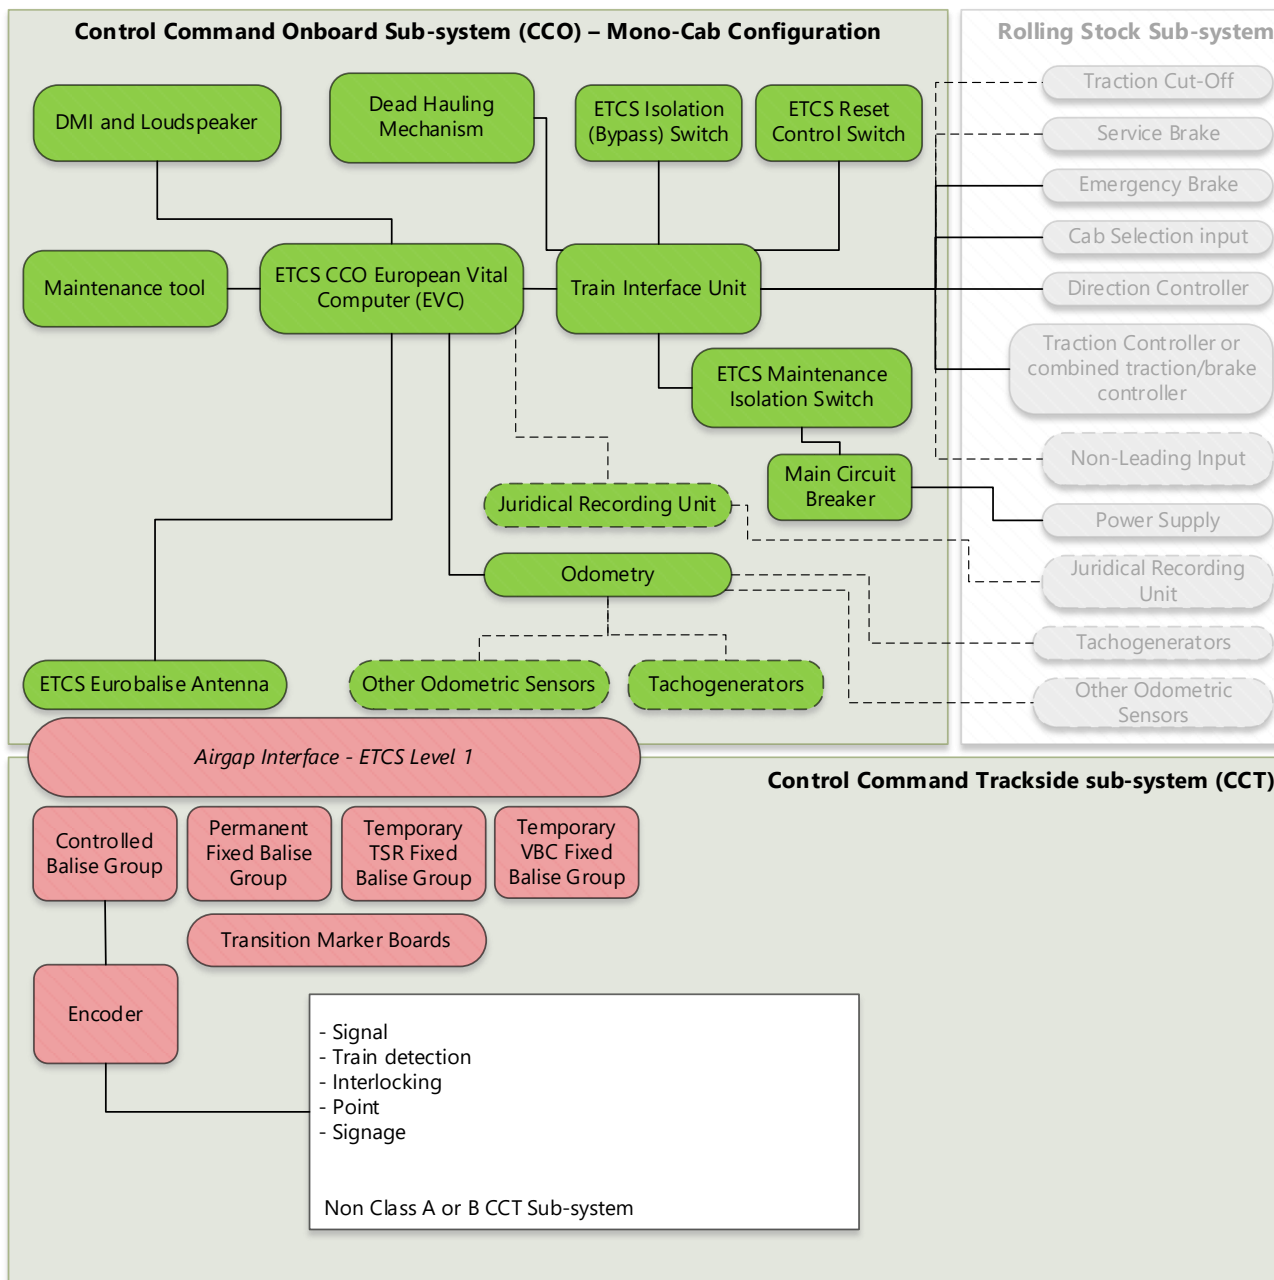 Control Command Onboard Sub-system (CCO) – Mono-Cab Configuration
Rolling Stock Sub-system
DMI and Loudspeaker
Dead Hauling
Mechanism
ETCS Isolation
(Bypass) Switch
ETCS Reset
Control Switch
Traction Cut-Off
Service Brake
Emergency Brake
Cab Selection input
Direction Controller
Traction Controller or
combined traction/brake
controller
Non-Leading Input
Power Supply
Juridical Recording
Unit
Tachogenerators
Other Odometric
Sensors
Maintenance tool
ETCS CCO European Vital
Computer (EVC)
Train Interface Unit
ETCS Maintenance
Isolation Switch
Main Circuit
Breaker
Juridical Recording Unit
Odometry
ETCS Eurobalise Antenna
Other Odometric Sensors
Tachogenerators
Airgap Interface - ETCS Level 1
Control Command Trackside sub-system (CCT)
Controlled
Balise Group
Permanent
Fixed Balise
Group
Temporary
TSR Fixed
Balise Group
Temporary
VBC Fixed
Balise Group
Transition Marker Boards
Encoder
- Signal
- Train detection
- Interlocking
- Point
- Signage
Non Class A or B CCT Sub-system